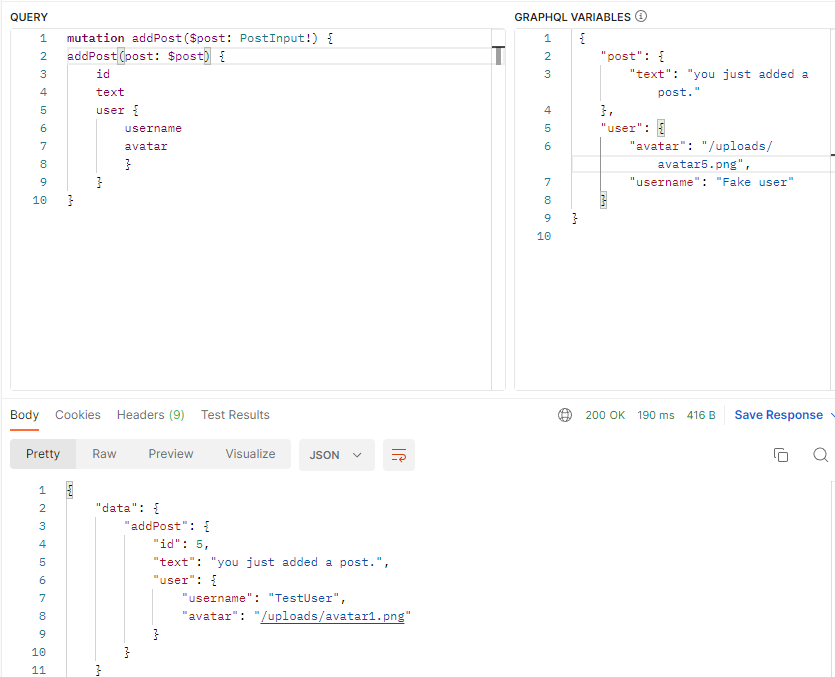 QUERY
1 mutation addPost($post: PostInput!) {
2 addPost(post: $post) {
3 id
4 text
5 user {
6 username
7 avatar
8 }
9 }
10 }
GRAPHQL VARIABLES
1 {
2 "post": {
3 "text": "you just added a
post."
4 },
5 "user": {
6 "avatar": "/uploads/
avatar5.png",
7 "username": "Fake user"
8 }
9 }
10
Body Cookies Headers (9) Test Results 200 OK 190 ms 416 B Save Response
Pretty Raw Preview Visualize JSON
1 {
2 "data": {
3 "addPost": {
4 "id": 5,
5 "text": "you just added a post.",
6 "user": {
7 "username": "TestUser",
8 "avatar": "/uploads/avatar1.png"
9 }
10 }
11 }